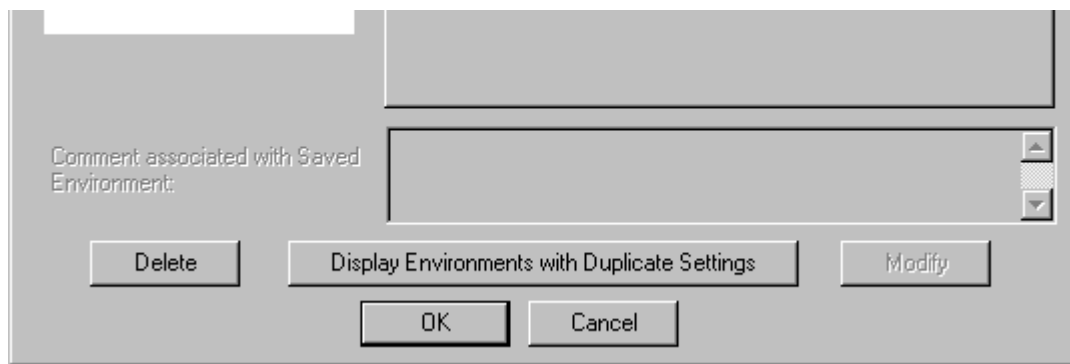 Comment associated with Saved
Environment:
Delete
Display Environments with Duplicate Settings
Modify
OK
Cancel